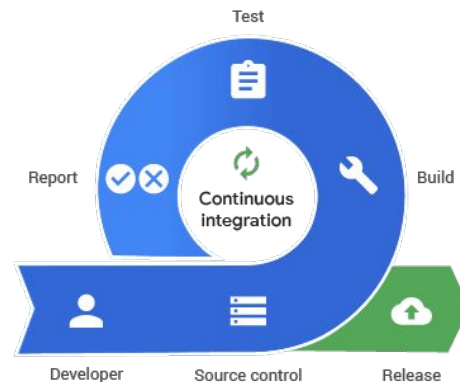 Test
Report
Continuous
integration
Build
Developer
Source control
Release